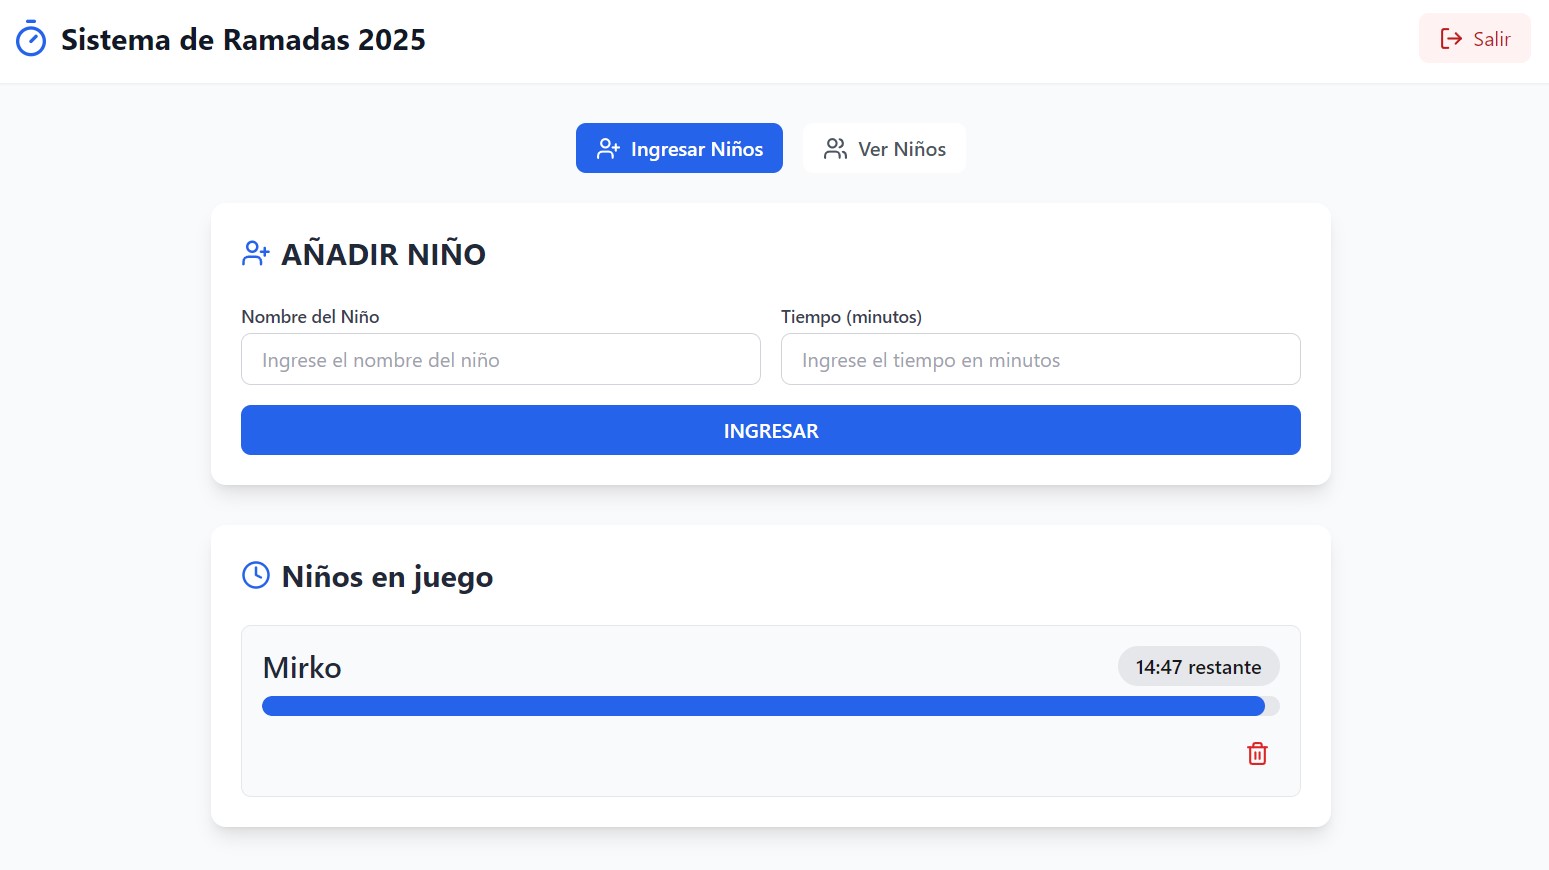 Sistema de Ramadas 2025
Salir
Ingresar Niños
Ver Niños
AÑADIR NIÑO
Nombre del Niño
Tiempo (minutos)
Ingrese el nombre del niño
Ingrese el tiempo en minutos
INGRESAR
Niños en juego
Mirko
14:47 restante